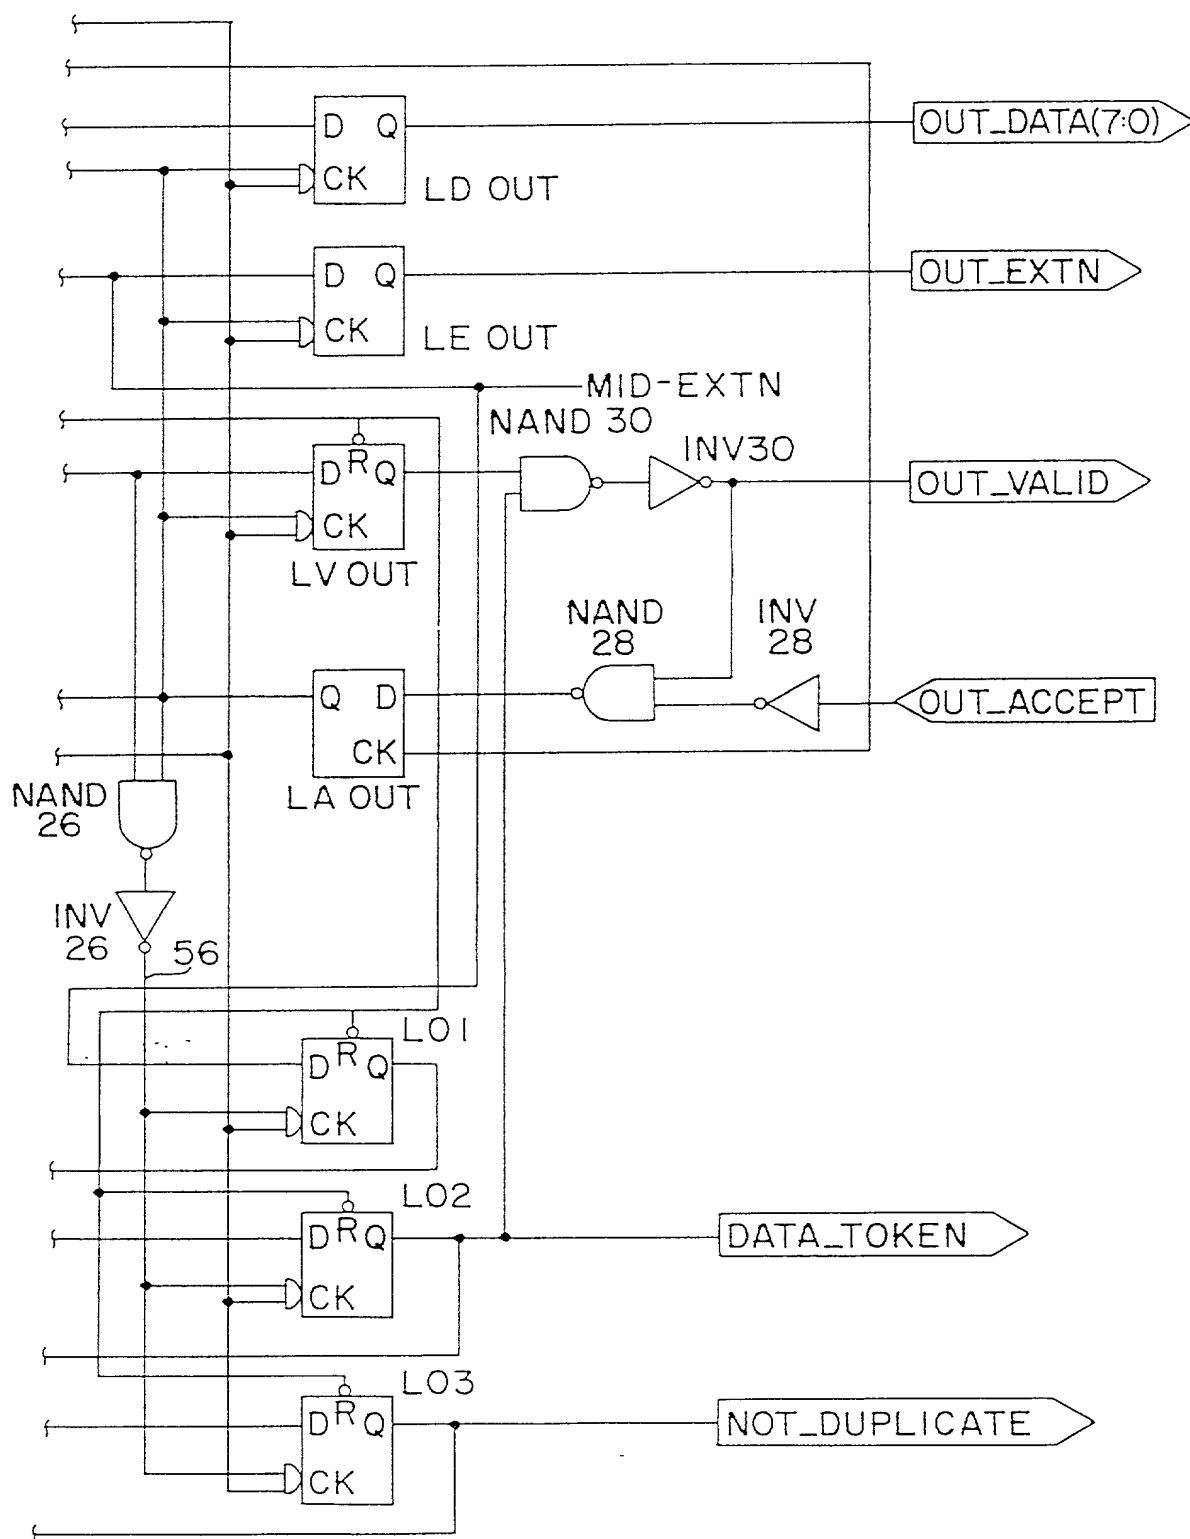 D Q
CK
LD OUT
OUT_DATA(7:0)
D Q
CK
LE OUT
OUT_EXTN
MID-EXTN
NAND 30
INV30
D R Q
CK
LV OUT
OUT_VALID
NAND
28
INV
28
Q D
CK
LA OUT
OUT_ACCEPT
NAND
26
INV
26
56
LO1
D R Q
CK
LO2
D R Q
CK
DATA_TOKEN
LO3
D R Q
CK
NOT_DUPLICATE